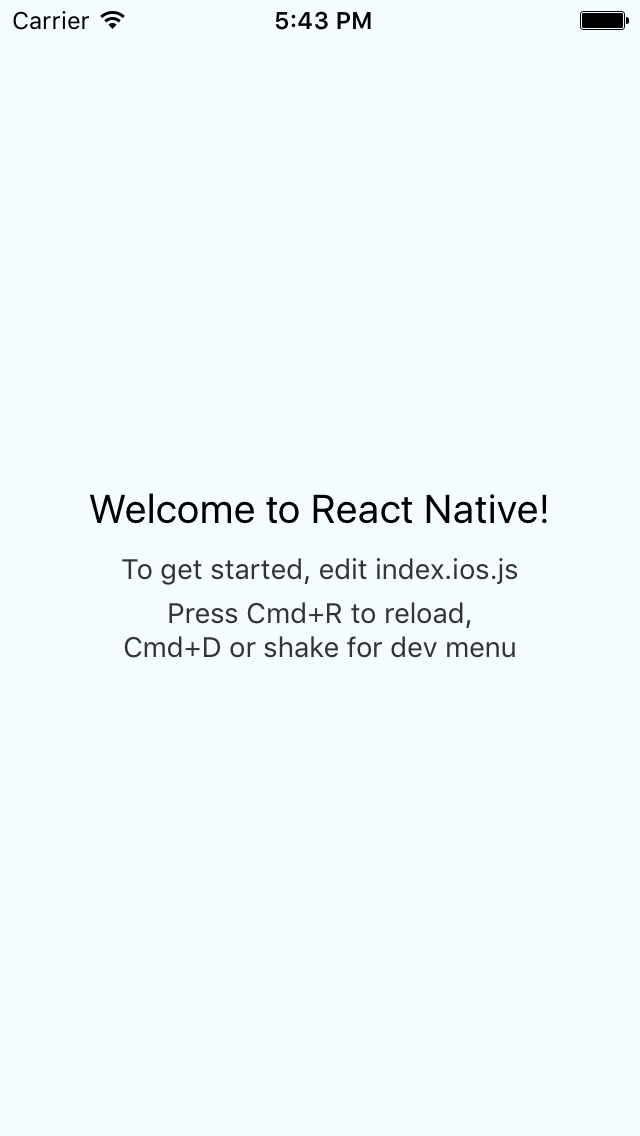 Carrier 5:43 PM
Welcome to React Native!
To get started, edit index.ios.js
Press Cmd+R to reload,
Cmd+D or shake for dev menu